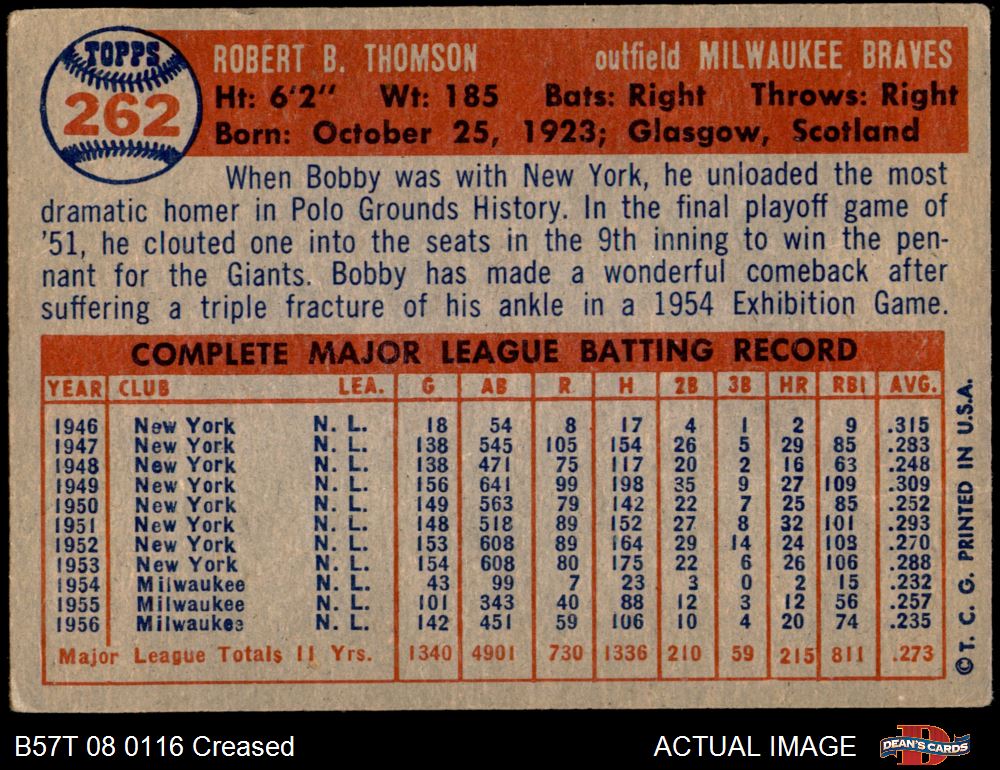 TOPPS
262
ROBERT B. THOMSON outfield MILWAUKEE BRAVES
Ht: 6'2" Wt: 185 Bats: Right Throws: Right
Born: October 25, 1923; Glasgow, Scotland
When Bobby was with New York, he unloaded the most
dramatic homer in Polo Grounds History. In the final playoff game of
'51, he clouted one into the seats in the 9th inning to win the pen-
nant for the Giants. Bobby has made a wonderful comeback after
suffering a triple fracture of his ankle in a 1954 Exhibition Game.
COMPLETE MAJOR LEAGUE BATTING RECORD
YEAR CLUB LEA. G AB R H 2B 3B HR RBI AVG.
1946 New York N. L. 18 54 8 17 4 1 2 9 .315
1947 New York N. L. 138 545 105 154 26 5 29 85 .283
1948 New York N. L. 138 471 75 117 20 2 16 63 .248
1949 New York N. L. 156 641 99 198 35 9 27 109 .309
1950 New York N. L. 149 563 79 142 22 7 25 85 .252
1951 New York N. L. 148 518 89 152 27 8 32 101 .293
1952 New York N. L. 153 608 89 164 29 14 24 108 .270
1953 New York N. L. 154 608 80 175 22 6 26 106 .288
1954 Milwaukee N. L. 43 99 7 23 3 0 2 15 .232
1955 Milwaukee N. L. 101 343 40 88 12 3 12 56 .257
1956 Milwaukee N. L. 142 451 59 106 10 4 20 74 .235
Major League Totals 11 Yrs. 1340 4901 730 1336 210 59 215 811 .273
©T. C. G. PRINTED IN U.S.A.
B57T 08 0116 Creased ACTUAL IMAGE DEAN'S CARDS